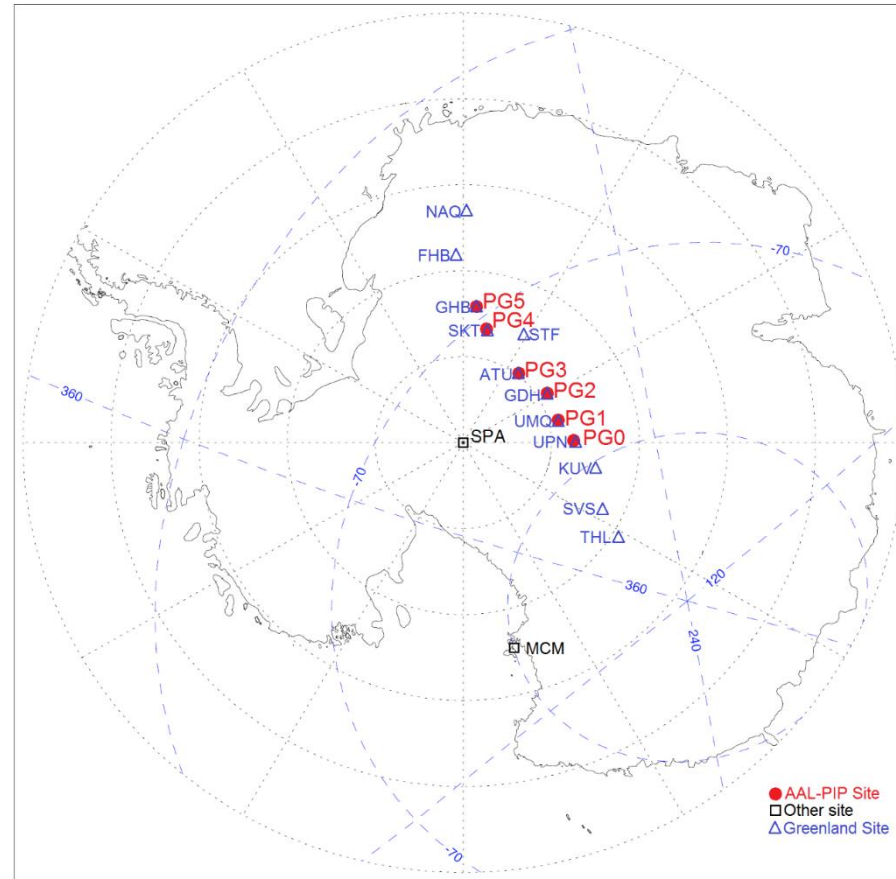 NAQ
-70
FHB
GHB PG5
SKT PG4
STF
ATU PG3
GDH PG2
360
UMQ PG1
SPA
UPN PG0
-70
KUV
SVS
THL
360
120
240
MCM
AAL-PIP Site
Other site
Greenland Site
-70